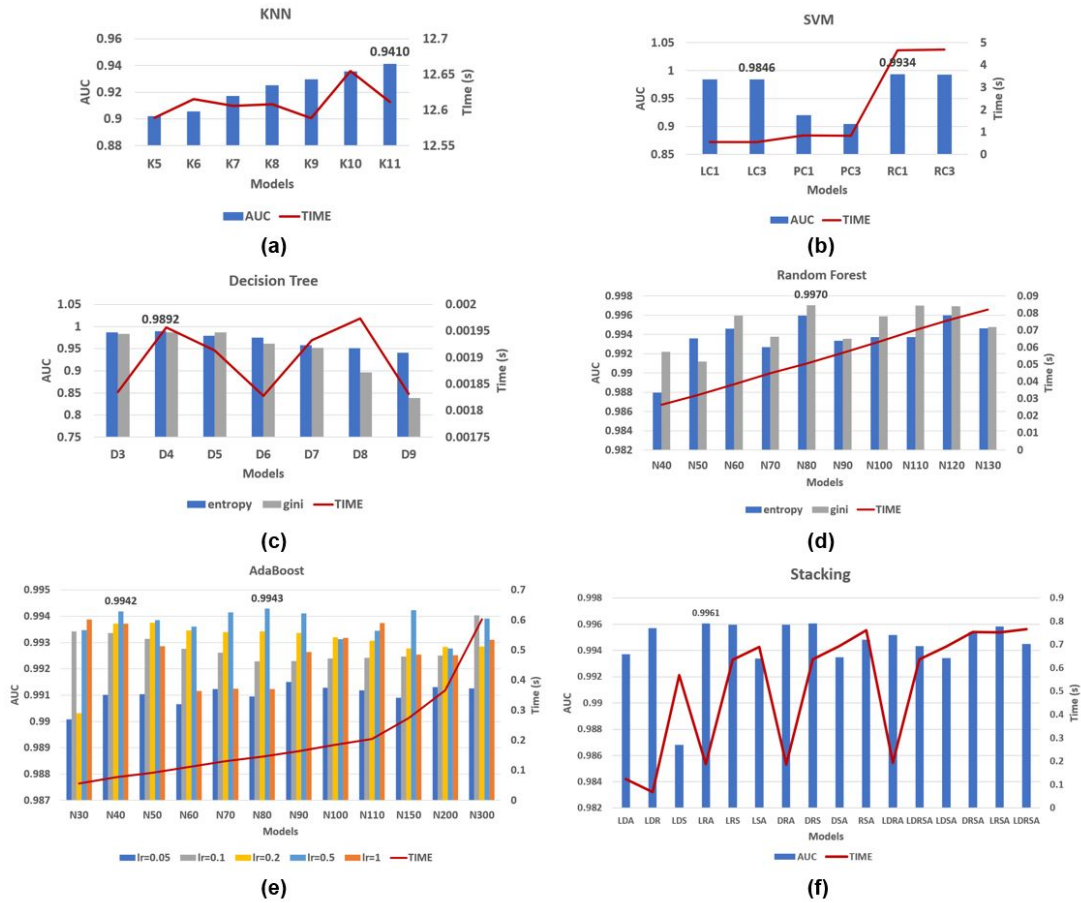 KNN
0.96
0.94
0.92
0.9
0.88
AUC
0.9410
12.7
12.65
12.6
12.55
Time (s)
K5 K6 K7 K8 K9 K10 K11
Models
AUC TIME
(a)
SVM
1.05
1
0.95
0.9
0.85
AUC
0.9846
0.9934
5
4
3
2
1
0
Time (s)
LC1 LC3 PC1 PC3 RC1 RC3
Models
AUC TIME
(b)
Decision Tree
1.05
1
0.95
0.9
0.85
0.8
0.75
AUC
0.9892
0.002
0.00195
0.0019
0.00185
0.0018
0.00175
Time (s)
D3 D4 D5 D6 D7 D8 D9
Models
entropy gini TIME
(c)
Random Forest
0.998
0.996
0.994
0.992
0.988
0.986
0.984
0.982
AUC
0.9970
0.09
0.08
0.07
0.06
0.05
0.04
0.03
0.02
0.01
0
Time (s)
N40 N50 N60 N70 N80 N90 N100 N110 N120 N130
Models
entropy gini TIME
(d)
AdaBoost
0.995
0.994
0.993
0.992
0.991
0.99
0.989
0.988
0.987
AUC
0.9942
0.9943
0.7
0.6
0.5
0.4
0.3
0.2
0.1
0
Time (s)
N30 N40 N50 N60 N70 N80 N90 N100 N110 N150 N200 N300
Models
lr=0.05 lr=0.1 lr=0.2 lr=0.5 lr=1 TIME
(e)
Stacking
0.998
0.996
0.994
0.992
0.99
0.988
0.986
0.984
0.982
AUC
0.9961
0.9
0.8
0.7
0.6
0.5
0.4
0.3
0.2
0.1
0
Time (s)
LDA LDR LDS LRA LRS LSA DRA DRS DSA RSA LDRA LDRSA LDSA DRSA LRSA LDRSA
Models
AUC TIME
(f)